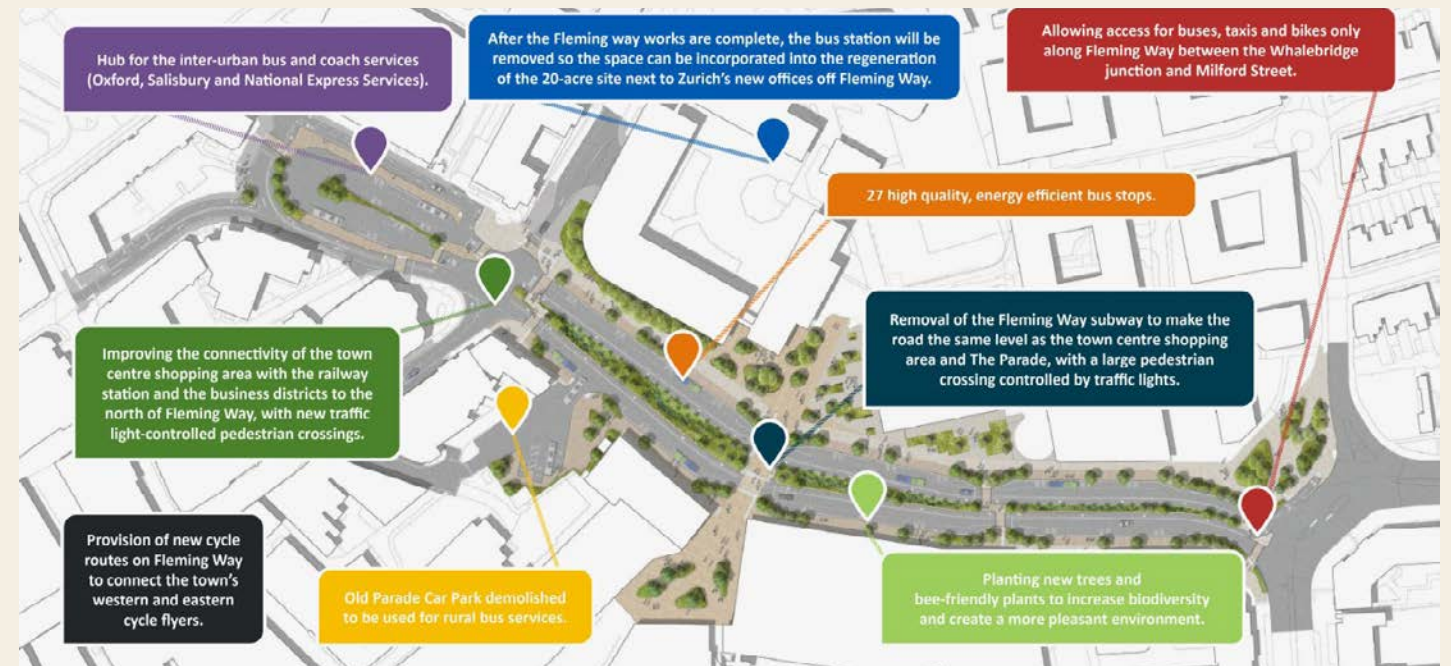 Hub for the inter-urban bus and coach services
(Oxford, Salisbury and National Express Services).
After the Fleming way works are complete, the bus station will be
removed so the space can be incorporated into the regeneration
of the 20-acre site next to Zurich's new offices off Fleming Way.
Allowing access for buses, taxis and bikes only
along Fleming Way between the Whalebridge
junction and Milford Street.
27 high quality, energy efficient bus stops.
Improving the connectivity of the town
centre shopping area with the railway
station and the business districts to the
north of Fleming Way, with new traffic
light-controlled pedestrian crossings.
Removal of the Fleming Way subway to make the
road the same level as the town centre shopping
area and The Parade, with a large pedestrian
crossing controlled by traffic lights.
Provision of new cycle
routes on Fleming Way
to connect the town's
western and eastern
cycle flyers.
Old Parade Car Park demolished
to be used for rural bus services.
Planting new trees and
bee-friendly plants to increase biodiversity
and create a more pleasant environment.